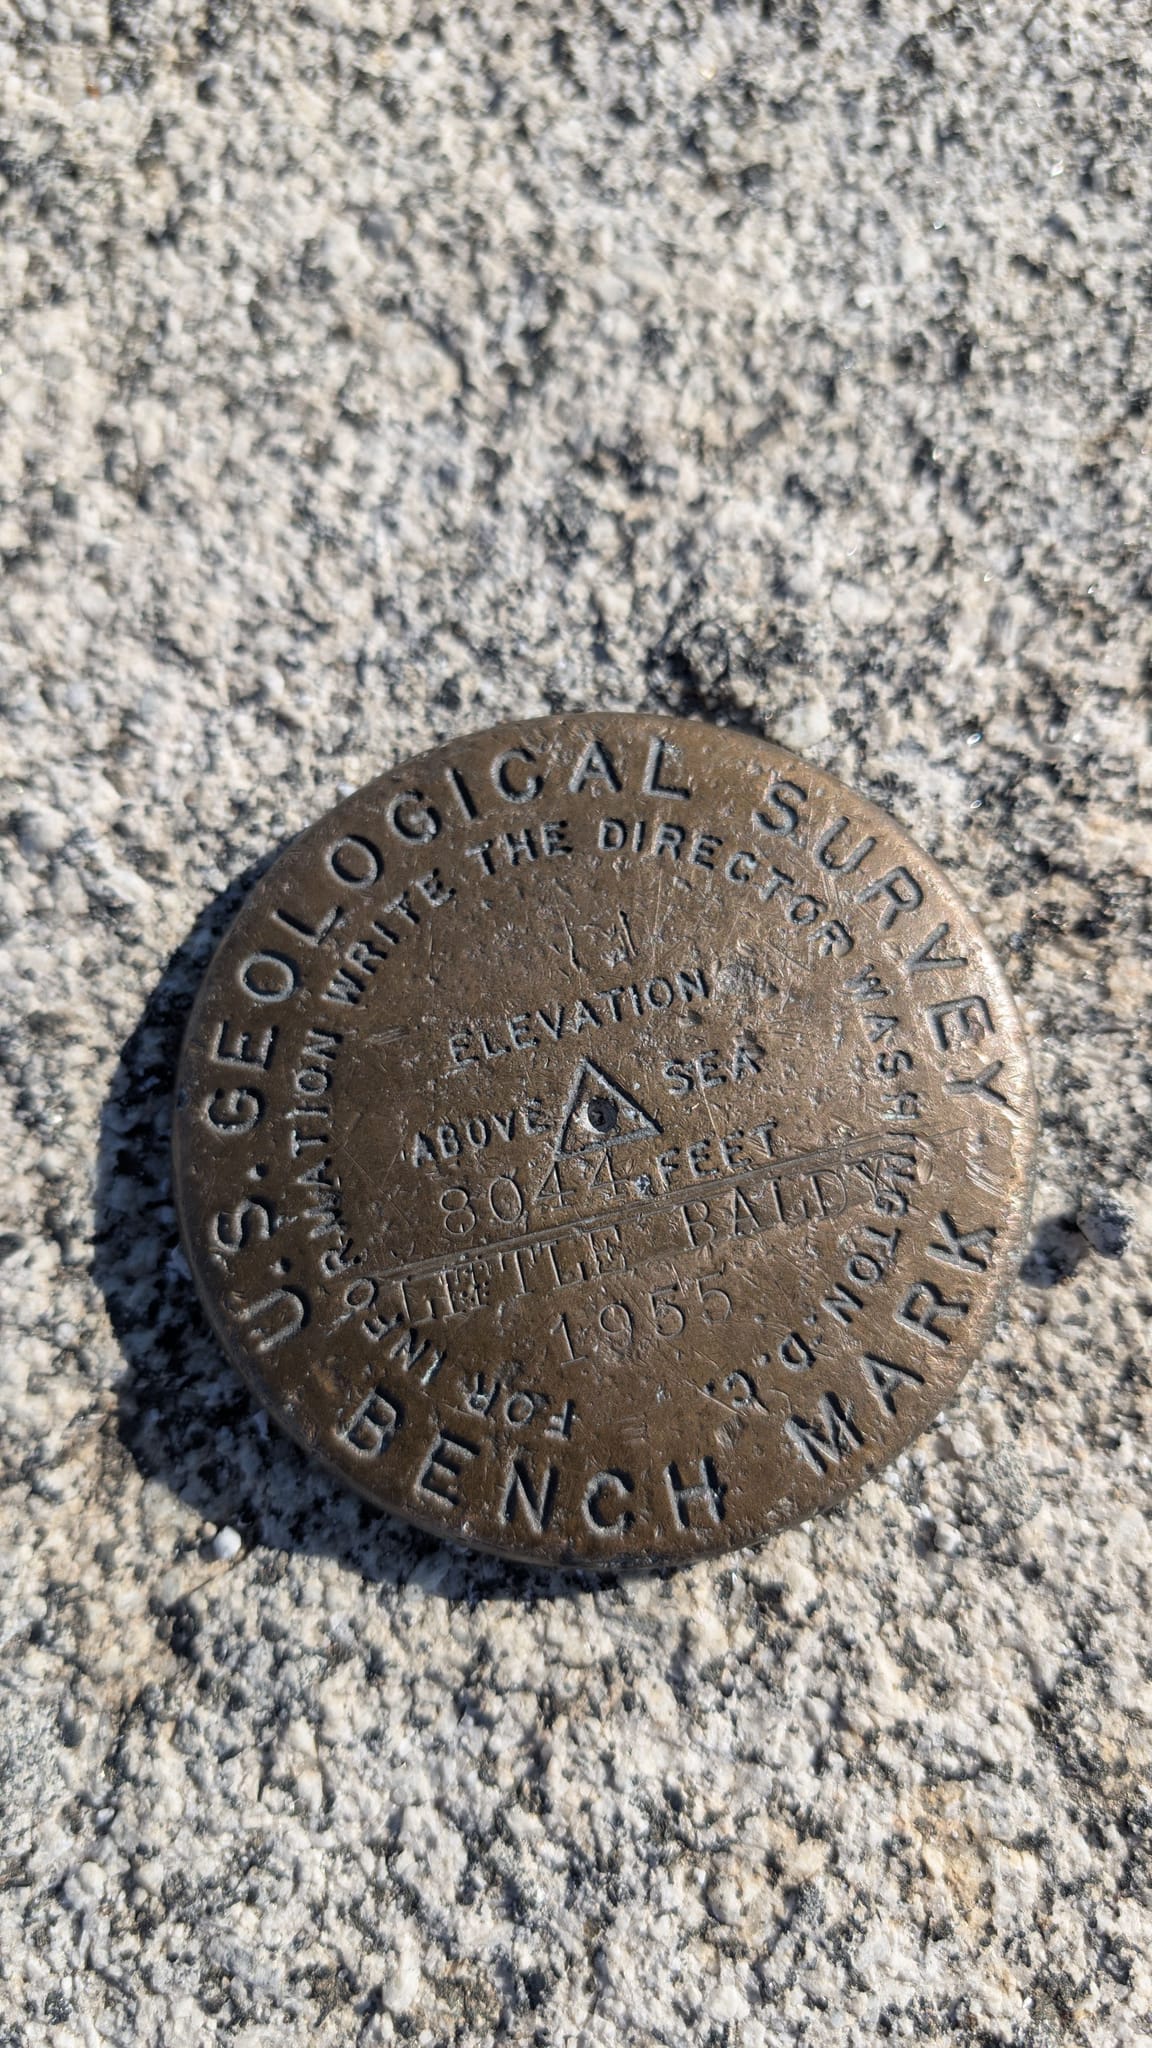 U.S. GEOLOGICAL SURVEY
BENCH MARK
FOR INFORMATION WRITE THE DIRECTOR WASHINGTON, D.C.
ELEVATION
ABOVE SEA
8044 FEET
LITTLE BALDY
1955